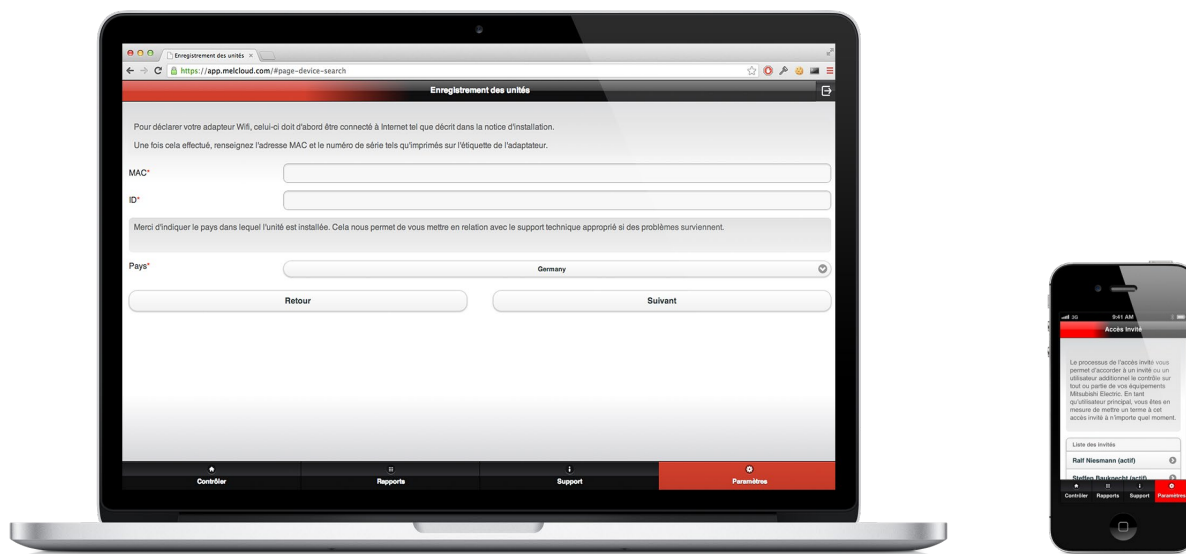 Enregistrement des unités
https://app.melcloud.com/#page-device-search
Enregistrement des unités
Pour déclarer votre adapteur Wifi, celui-ci doit d'abord être connecté à Internet tel que décrit dans la notice d'installation.
Une fois cela effectué, renseignez l'adresse MAC et le numéro de série tels qu'imprimés sur l'étiquette de l'adaptateur.
MAC*
ID*
Merci d'indiquer le pays dans lequel l'unité est installée. Cela nous permet de vous mettre en relation avec le support technique approprié si des problèmes surviennent.
Pays*
Germany
Retour
Suivant
Contrôler
Rapports
Support
Paramètres
3G
9:41 AM
Accès Invité
Le processus de l'accès invité vous
permet d'accorder à un invité ou un
utilisateur additionnel le contrôle sur
tout ou partie de vos équipements
Mitsubishi Electric. En tant
qu'utilisateur principal, vous êtes en
mesure de mettre un terme à cet
accès invité à n'importe quel moment.
Liste des invités
Ralf Niesmann (actif)
Steffen Bauknecht (actif)
Contrôler
Rapports
Support
Paramètres